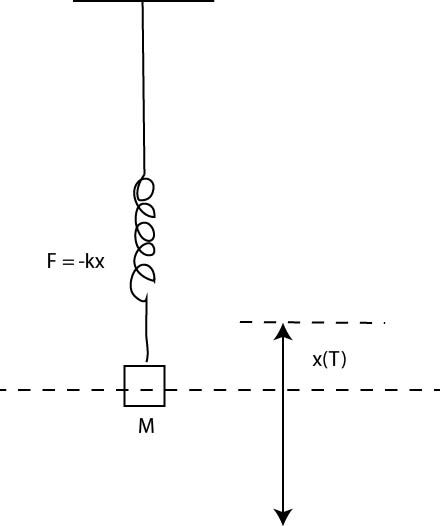 F = -kx
x(T)
M